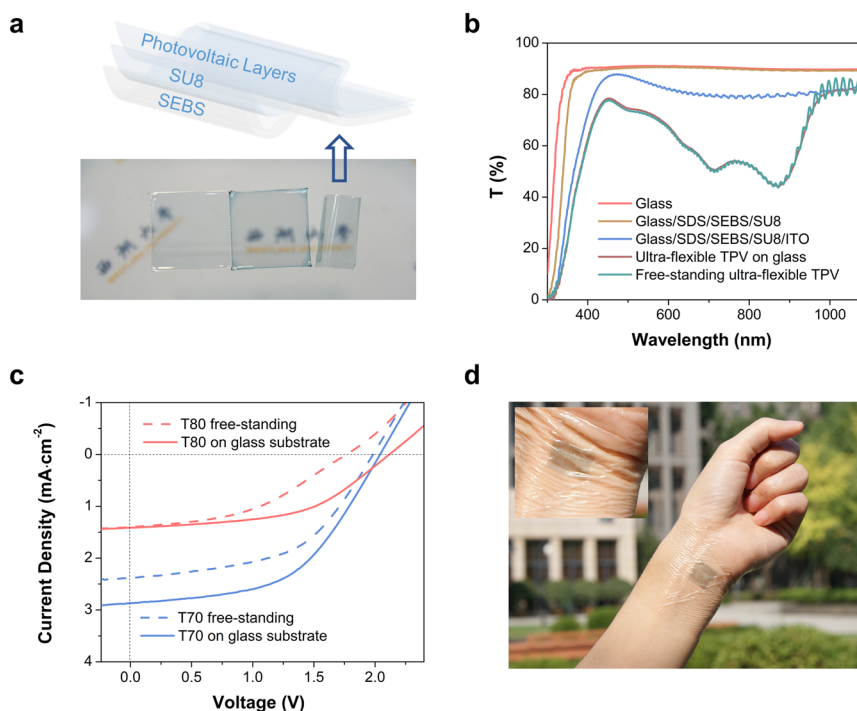 a
Photovoltaic Layers
SU8
SEBS
b
T (%)
100
80
60
40
20
0
Glass
Glass/SDS/SEBS/SU8
Glass/SDS/SEBS/SU8/ITO
Ultra-flexible TPV on glass
Free-standing ultra-flexible TPV
400
600
800
1000
Wavelength (nm)
c
Current Density (mA·cm⁻²)
-1
0
1
2
3
4
T80 free-standing
T80 on glass substrate
T70 free-standing
T70 on glass substrate
0.0
0.5
1.0
1.5
2.0
Voltage (V)
d